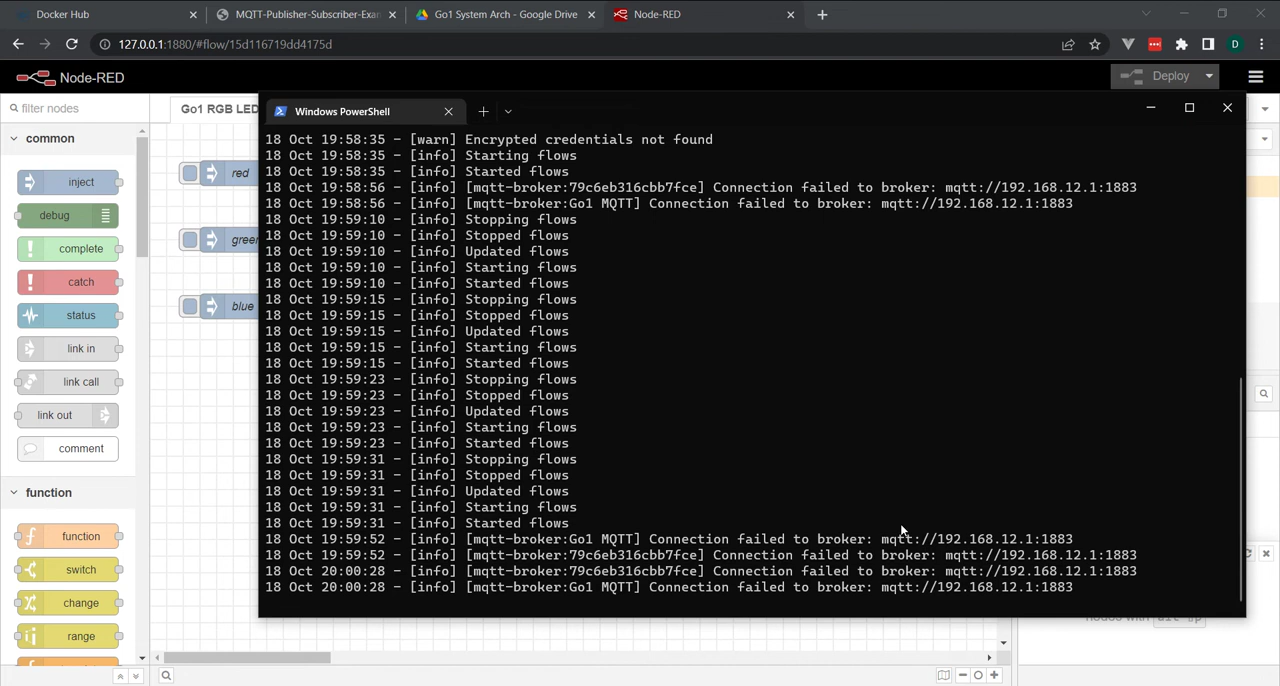 Docker Hub
MQTT-Publisher-Subscriber-Exan
Go1 System Arch - Google Drive
Node-RED
127.0.0.1:1880/#flow/15d116719dd4175d
D
Node-RED
Deploy
filter nodes
Go1 RGB LED
common
inject
debug
complete
catch
status
link in
link call
link out
comment
function
function
switch
change
range
red
green
blue
Windows PowerShell
18 Oct 19:58:35 - [warn] Encrypted credentials not found
18 Oct 19:58:35 - [info] Starting flows
18 Oct 19:58:35 - [info] Started flows
18 Oct 19:58:56 - [info] [mqtt-broker:79c6eb316cbb7fce] Connection failed to broker: mqtt://192.168.12.1:1883
18 Oct 19:58:56 - [info] [mqtt-broker:Go1 MQTT] Connection failed to broker: mqtt://192.168.12.1:1883
18 Oct 19:59:10 - [info] Stopping flows
18 Oct 19:59:10 - [info] Stopped flows
18 Oct 19:59:10 - [info] Updated flows
18 Oct 19:59:10 - [info] Starting flows
18 Oct 19:59:10 - [info] Started flows
18 Oct 19:59:15 - [info] Stopping flows
18 Oct 19:59:15 - [info] Stopped flows
18 Oct 19:59:15 - [info] Updated flows
18 Oct 19:59:15 - [info] Starting flows
18 Oct 19:59:15 - [info] Started flows
18 Oct 19:59:23 - [info] Stopping flows
18 Oct 19:59:23 - [info] Stopped flows
18 Oct 19:59:23 - [info] Updated flows
18 Oct 19:59:23 - [info] Starting flows
18 Oct 19:59:23 - [info] Started flows
18 Oct 19:59:31 - [info] Stopping flows
18 Oct 19:59:31 - [info] Stopped flows
18 Oct 19:59:31 - [info] Updated flows
18 Oct 19:59:31 - [info] Starting flows
18 Oct 19:59:31 - [info] Started flows
18 Oct 19:59:52 - [info] [mqtt-broker:Go1 MQTT] Connection failed to broker: mqtt://192.168.12.1:1883
18 Oct 19:59:52 - [info] [mqtt-broker:79c6eb316cbb7fce] Connection failed to broker: mqtt://192.168.12.1:1883
18 Oct 20:00:28 - [info] [mqtt-broker:79c6eb316cbb7fce] Connection failed to broker: mqtt://192.168.12.1:1883
18 Oct 20:00:28 - [info] [mqtt-broker:Go1 MQTT] Connection failed to broker: mqtt://192.168.12.1:1883